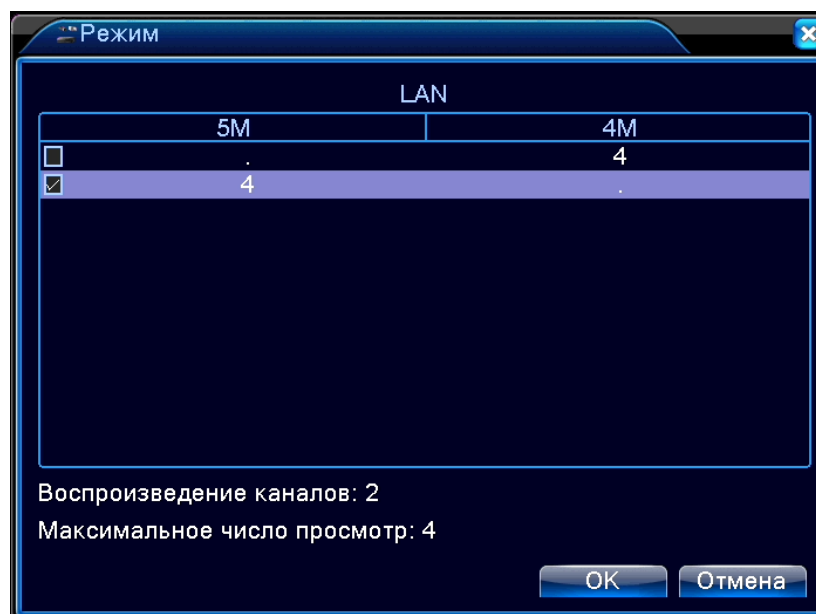 Режим
LAN
5M 4M
. 4
4 .
Воспроизведение каналов: 2
Максимальное число просмотр: 4
OK Отмена